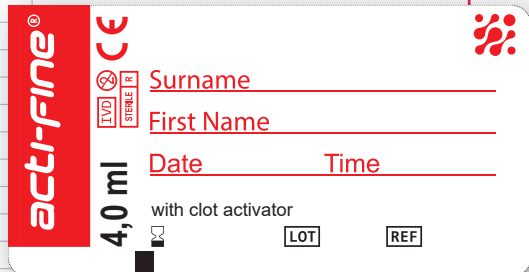 acti-fine®
CE
IVD
STERILE R
4,0 ml
Surname
First Name
Date Time
with clot activator
LOT REF